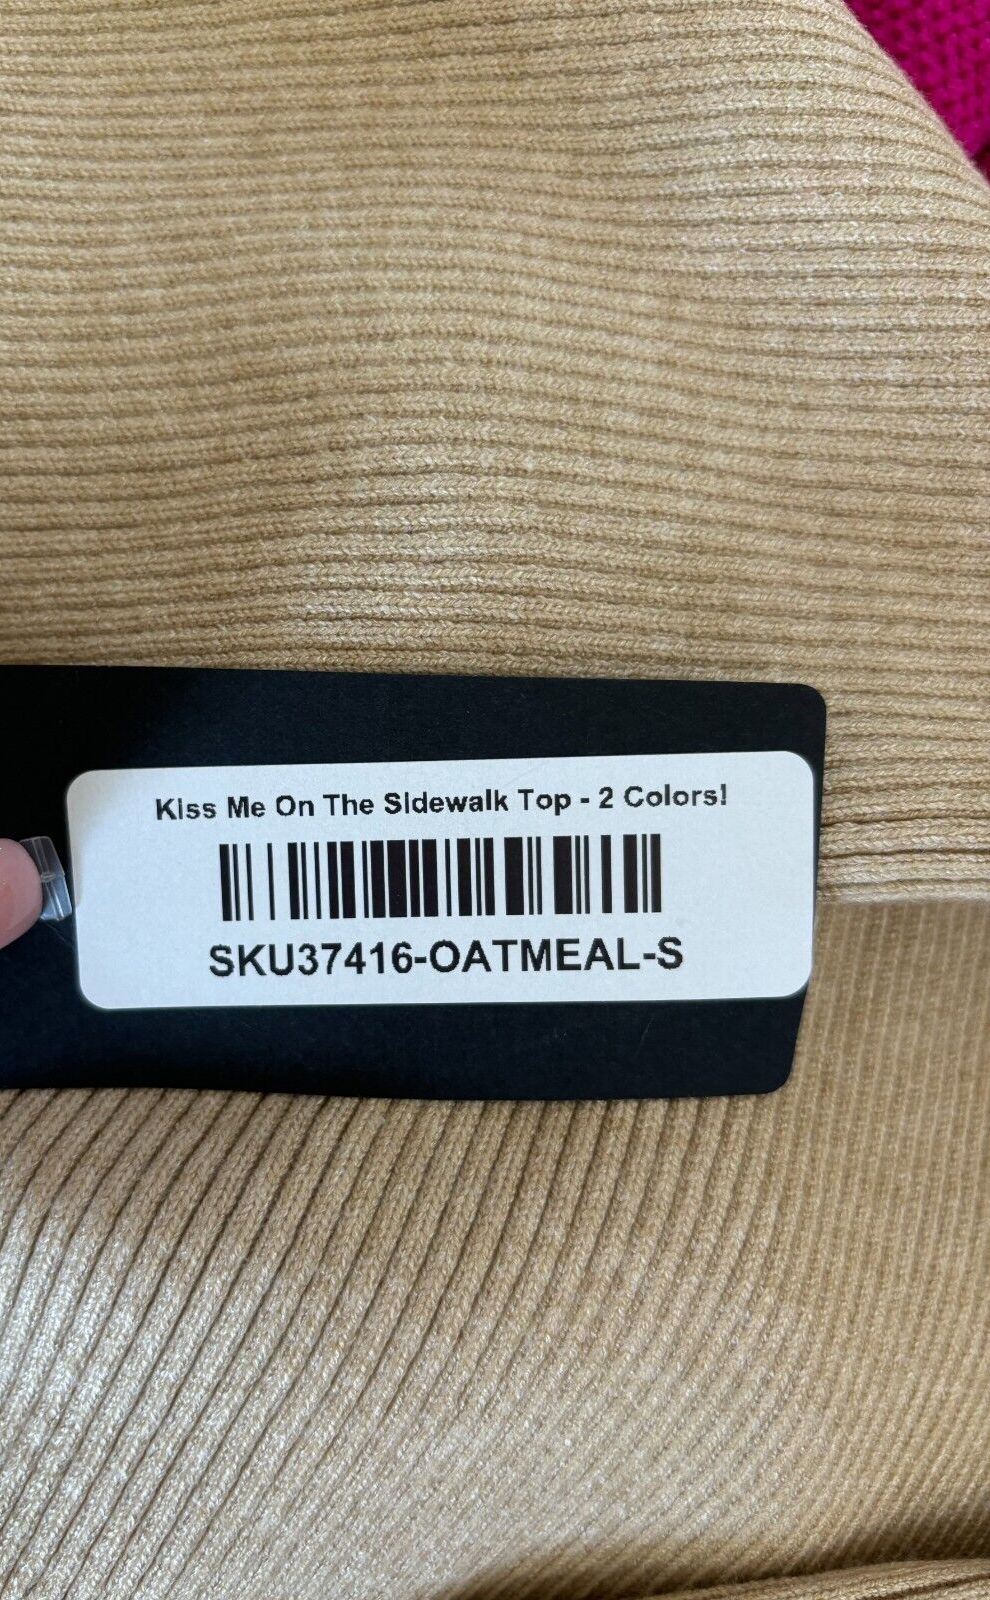 Kiss Me On The Sidewalk Top - 2 Colors!
SKU37416-OATMEAL-S